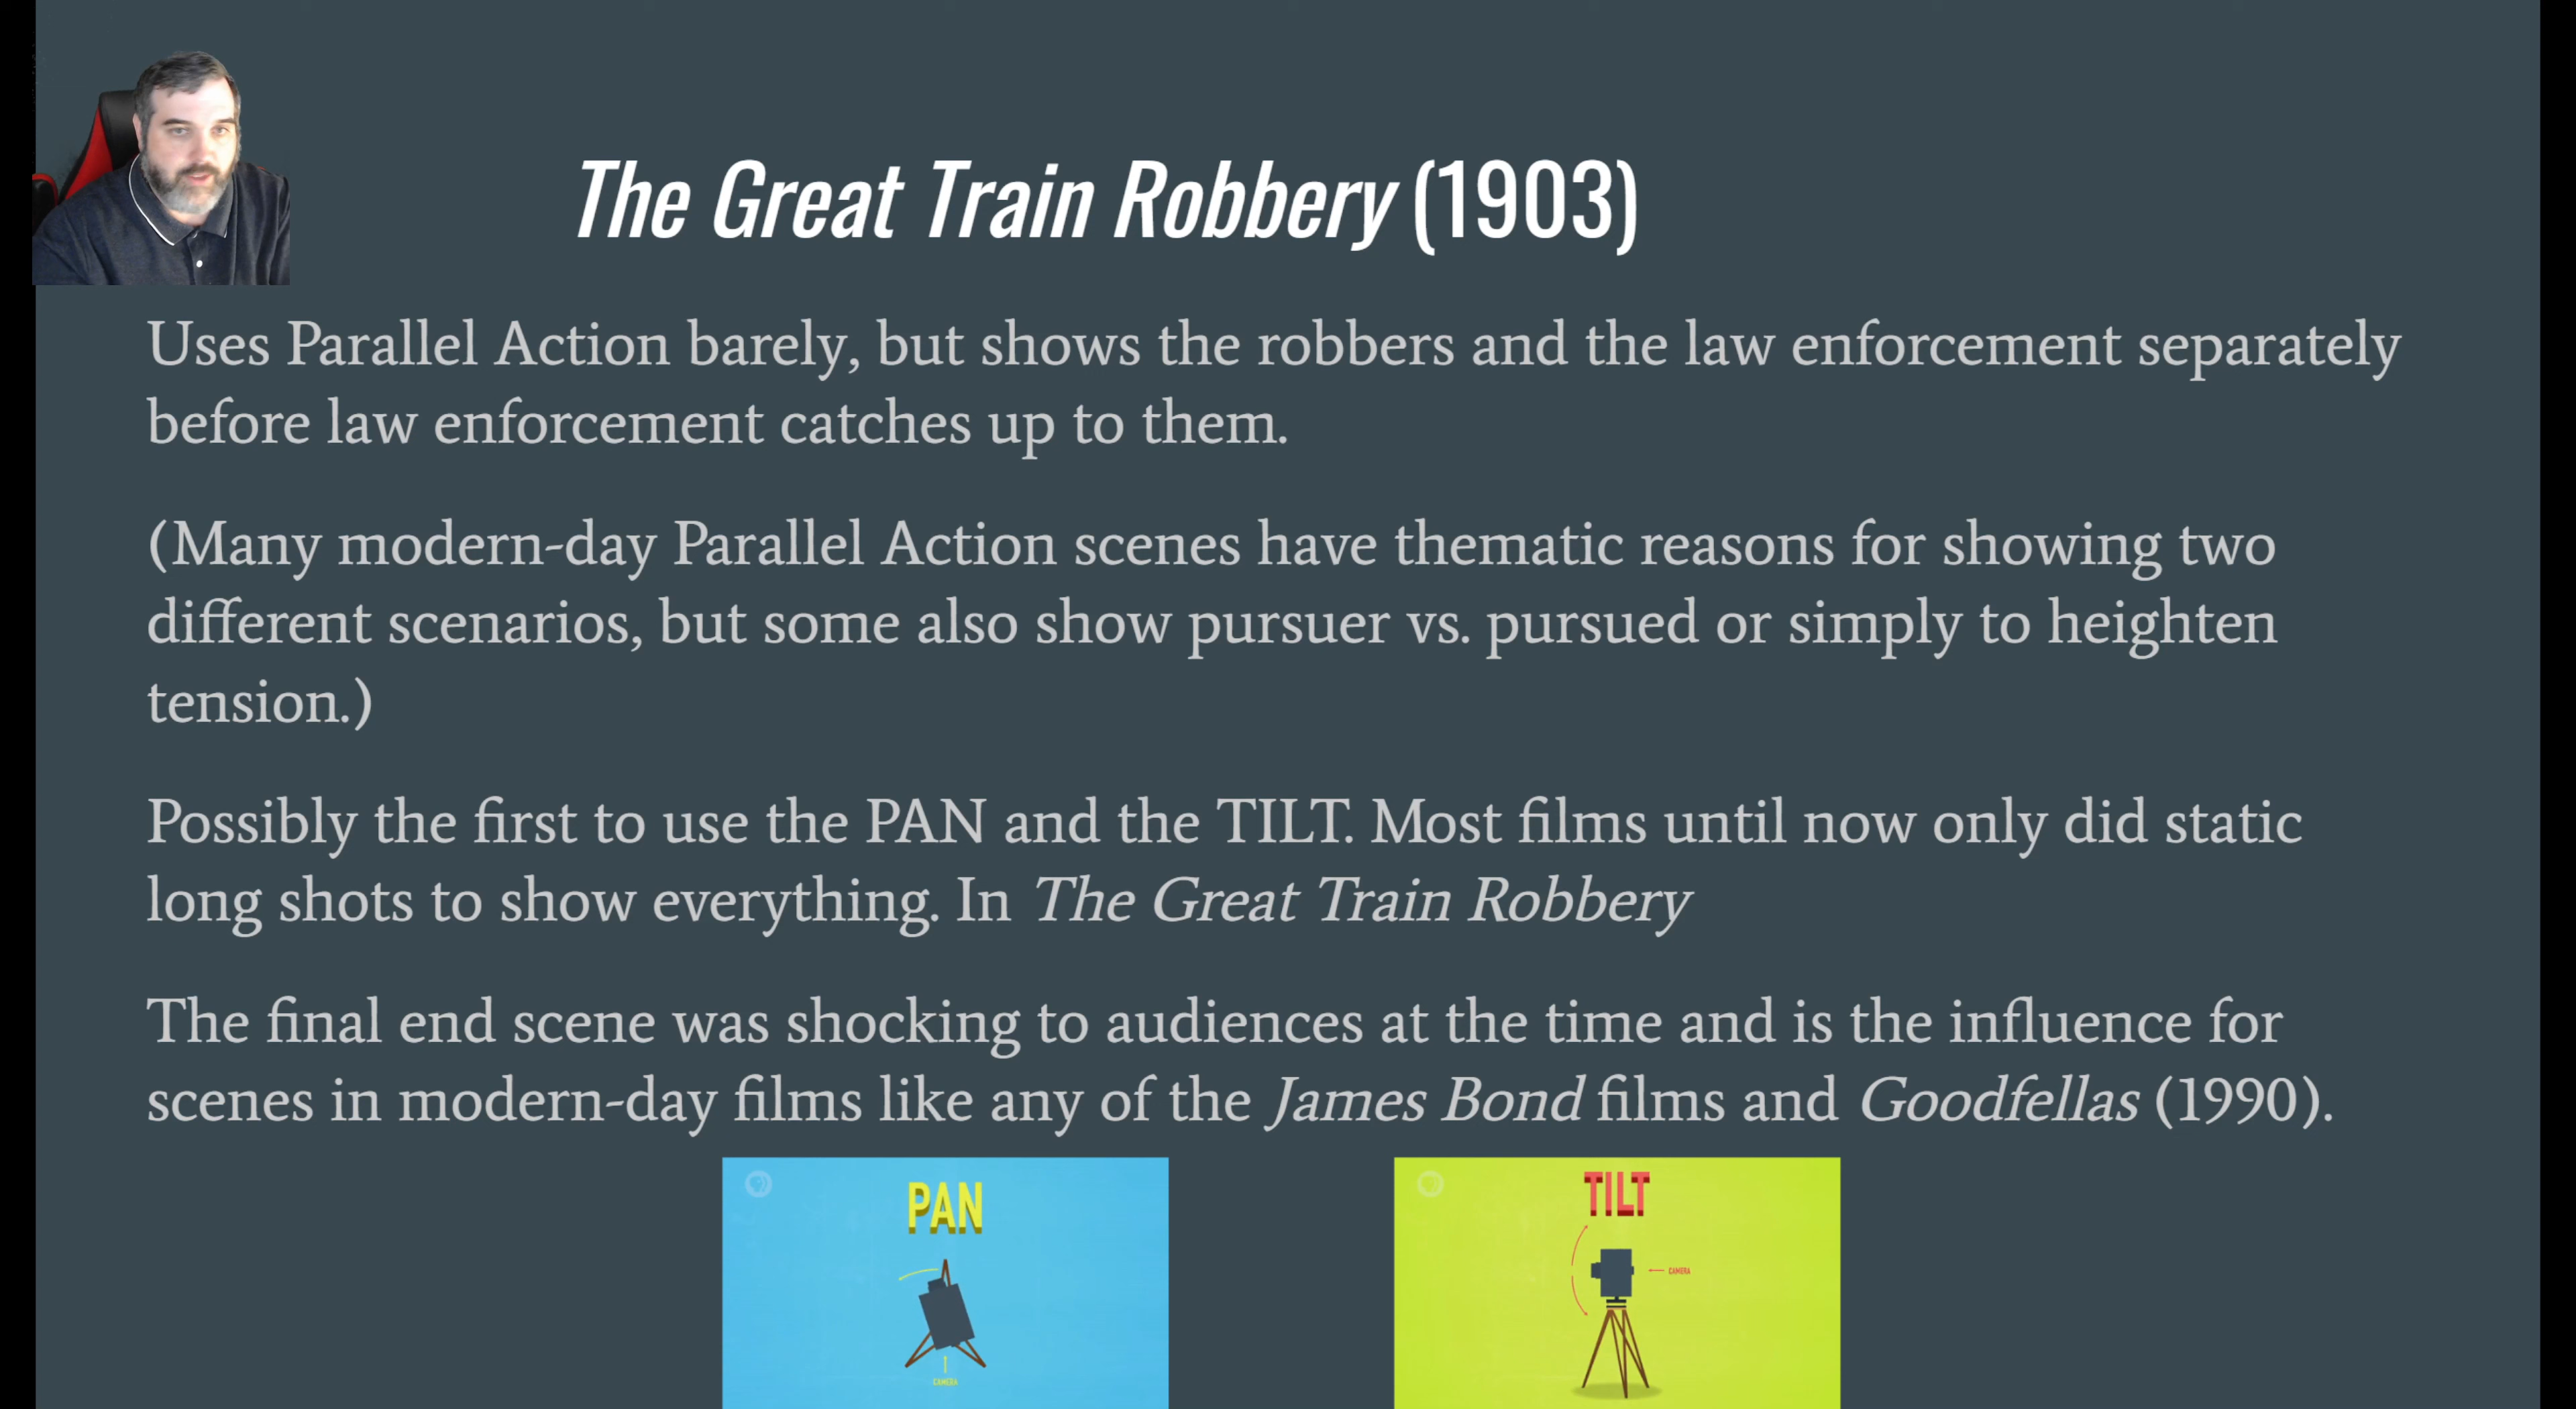 The Great Train Robbery (1903)
Uses Parallel Action barely, but shows the robbers and the law enforcement separately
before law enforcement catches up to them.
(Many modern-day Parallel Action scenes have thematic reasons for showing two
different scenarios, but some also show pursuer vs. pursued or simply to heighten
tension.)
Possibly the first to use the PAN and the TILT. Most films until now only did static
long shots to show everything. In The Great Train Robbery
The final end scene was shocking to audiences at the time and is the influence for
scenes in modern-day films like any of the James Bond films and Goodfellas (1990).
PAN
CAMERA
TILT
CAMERA